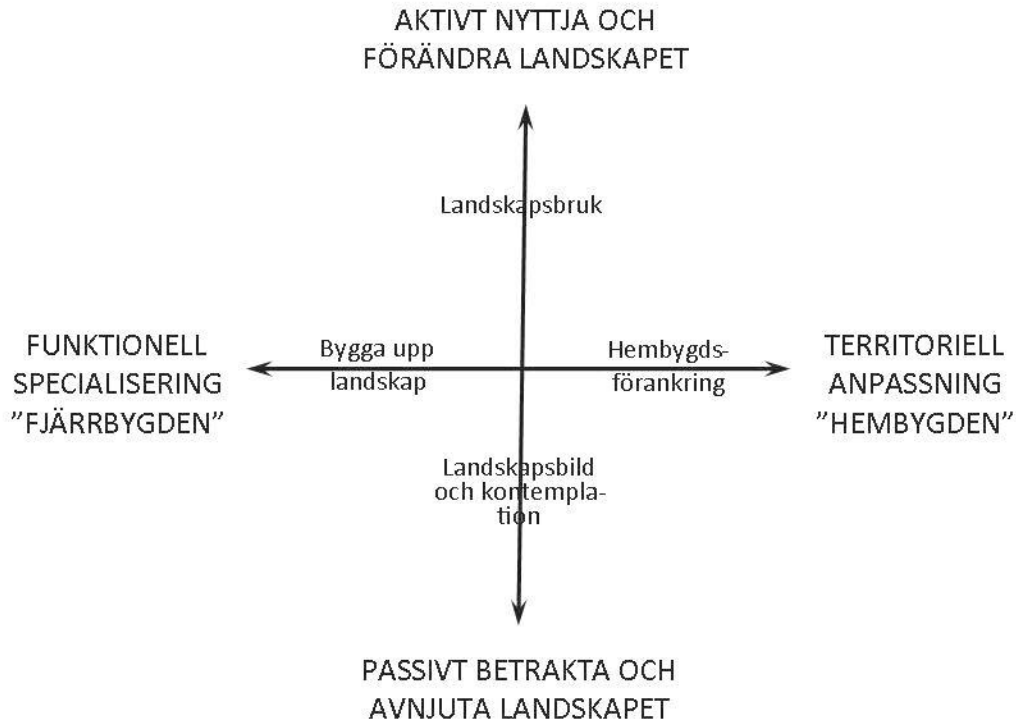 AKTIVT NYTTJA OCH
FÖRÄNDRA LANDSKAPET
Landskapsbruk
FUNKTIONELL
SPECIALISERING
”FJÄRRBYGDEN”
Bygga upp
landskap
Hembygds-
förankring
TERRITORIELL
ANPASSNING
”HEMBYGDEN”
Landskapsbild
och kontempla-
tion
PASSIVT BETRAKTA OCH
AVNJUTA LANDSKAPET